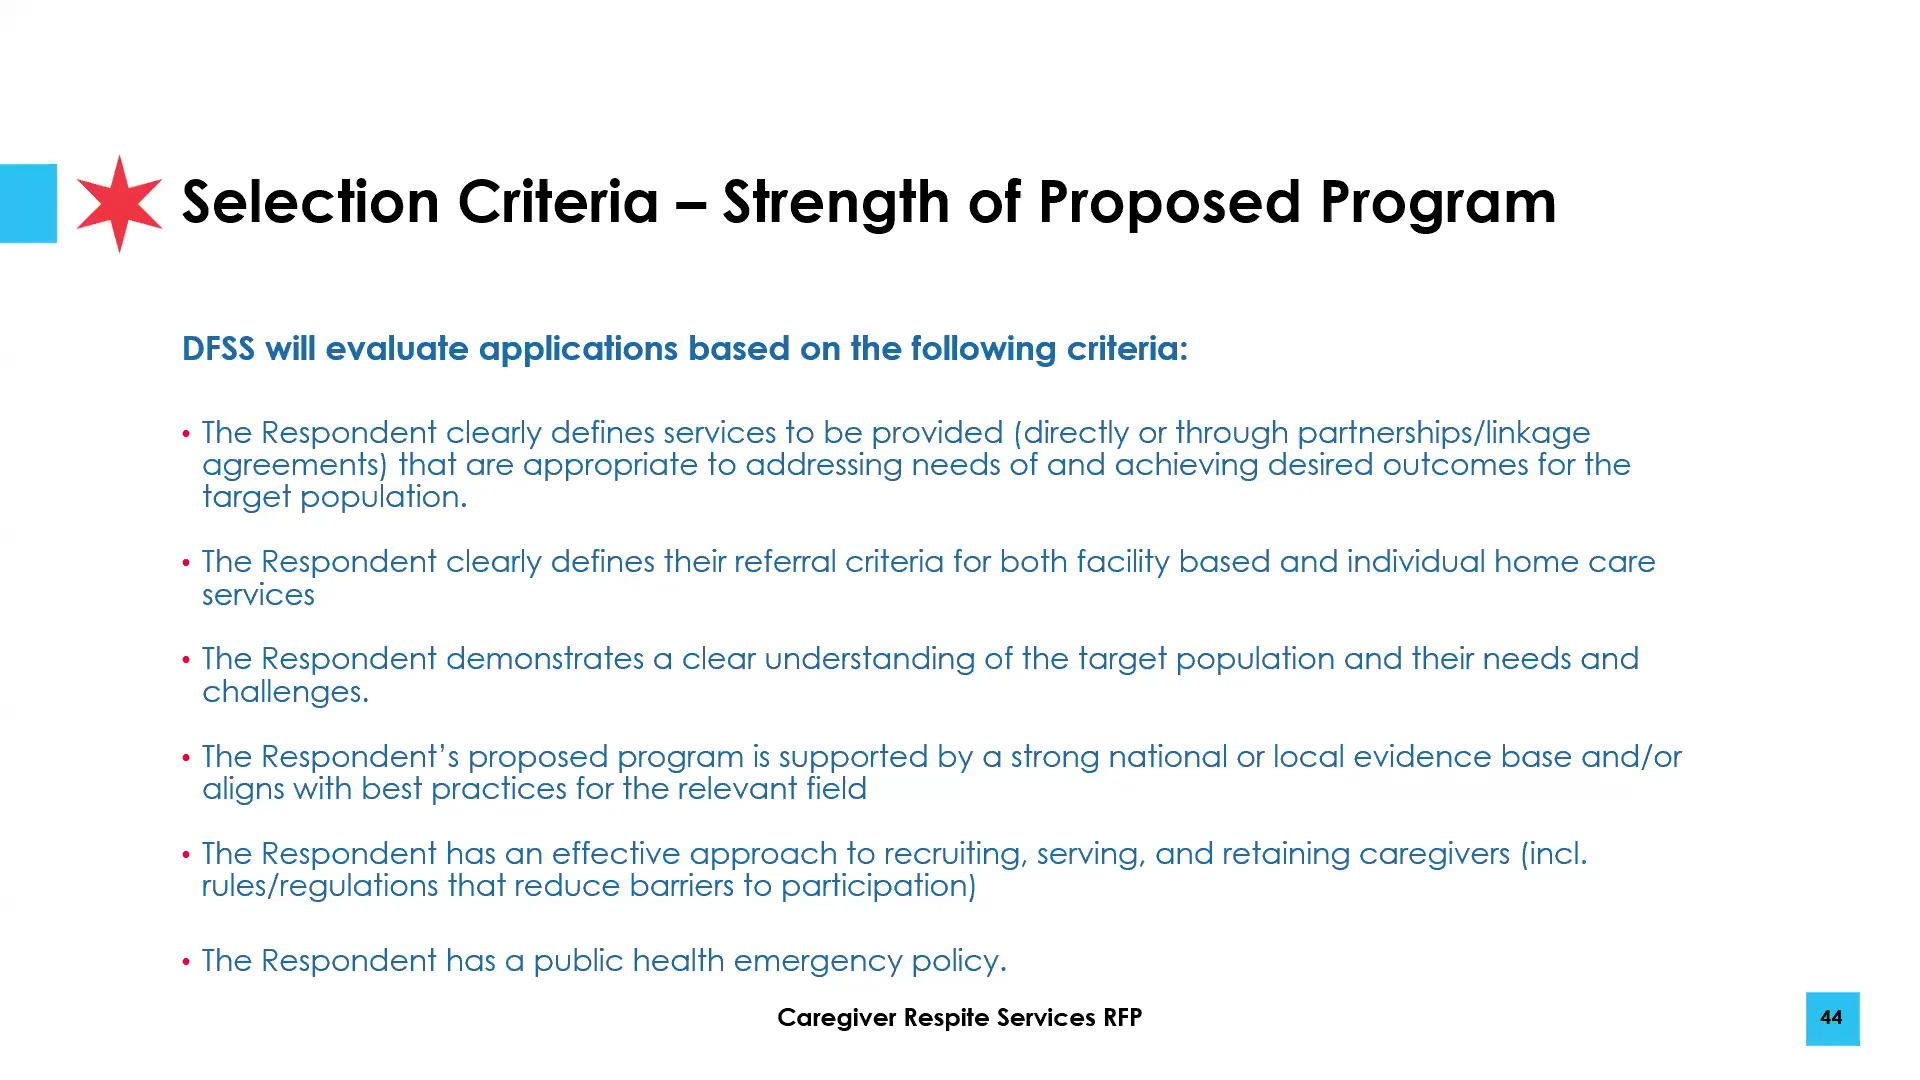 Selection Criteria – Strength of Proposed Program
DFSS will evaluate applications based on the following criteria:
• The Respondent clearly defines services to be provided (directly or through partnerships/linkage
agreements) that are appropriate to addressing needs of and achieving desired outcomes for the
target population.
• The Respondent clearly defines their referral criteria for both facility based and individual home care
services
• The Respondent demonstrates a clear understanding of the target population and their needs and
challenges.
• The Respondent’s proposed program is supported by a strong national or local evidence base and/or
aligns with best practices for the relevant field
• The Respondent has an effective approach to recruiting, serving, and retaining caregivers (incl.
rules/regulations that reduce barriers to participation)
• The Respondent has a public health emergency policy.
Caregiver Respite Services RFP
44